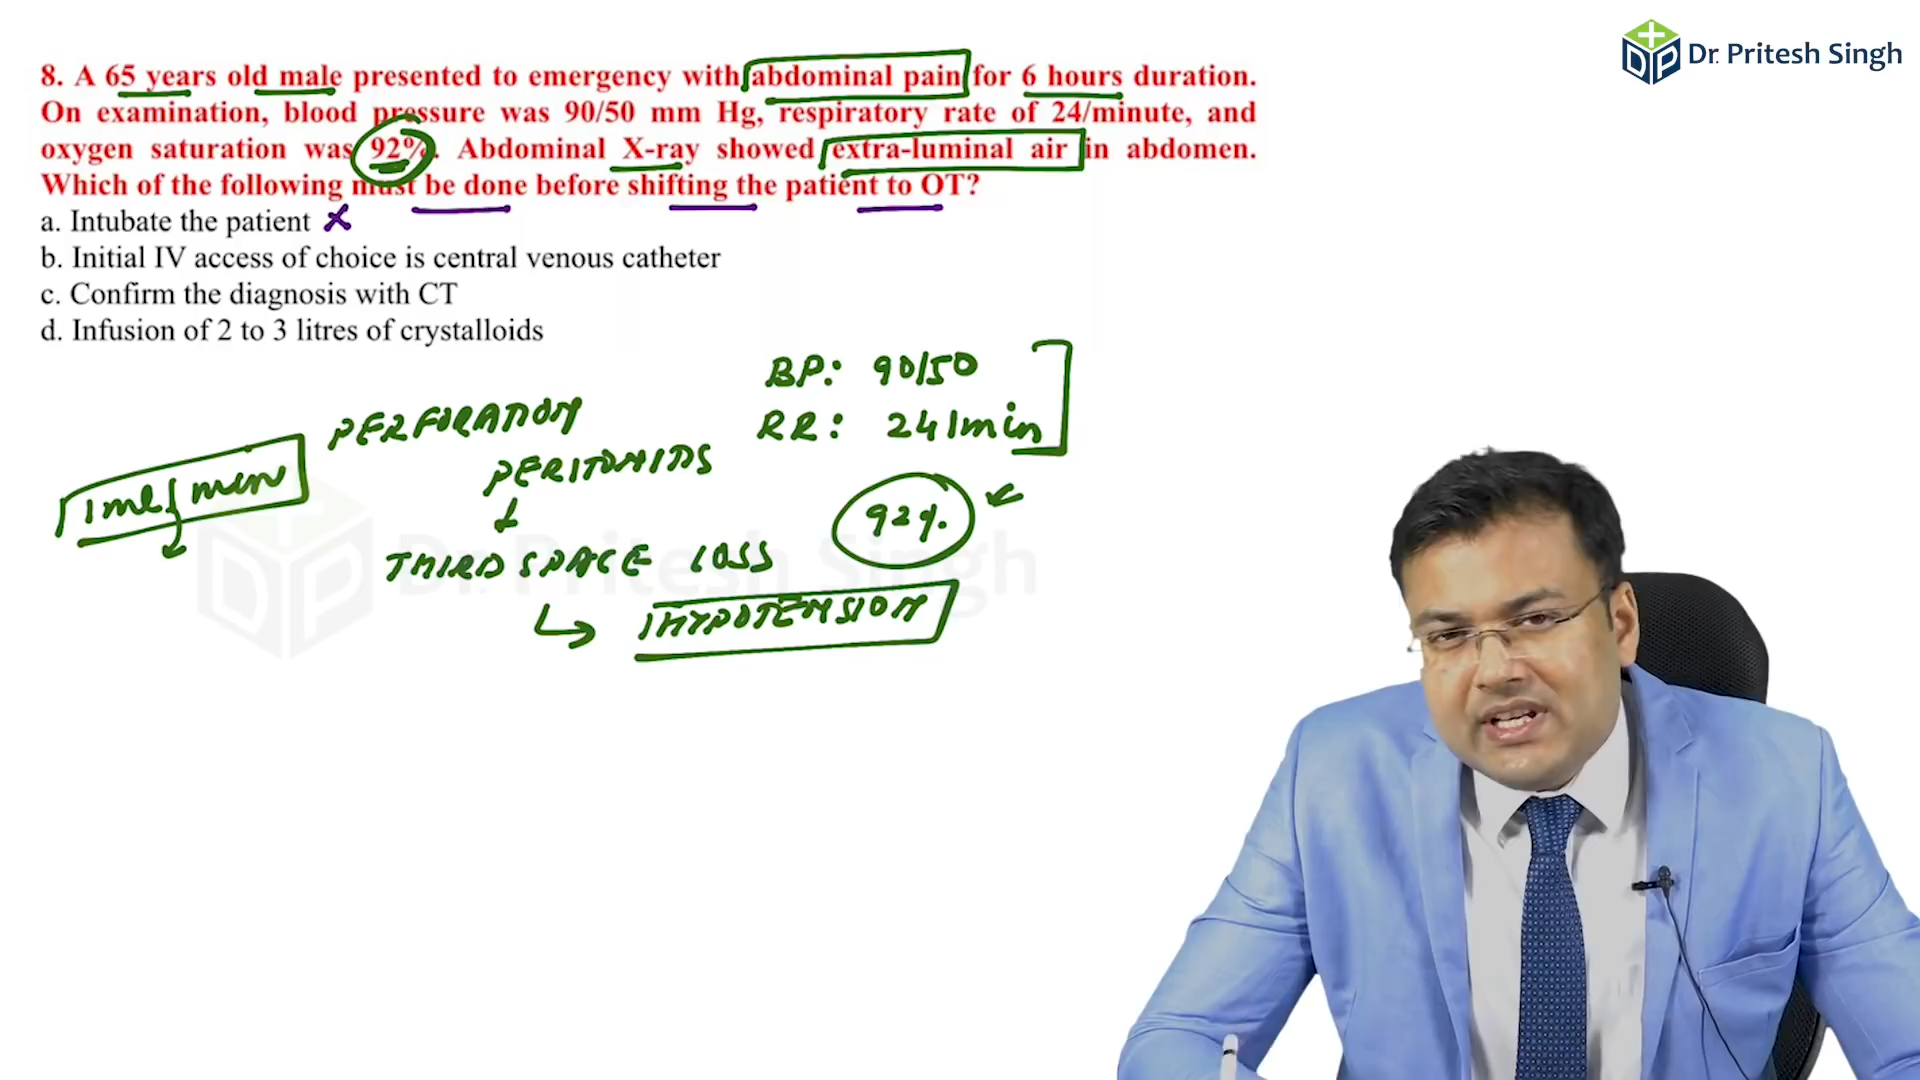 Dr. Pritesh Singh
8. A 65 years old male presented to emergency with abdominal pain for 6 hours duration.
On examination, blood pressure was 90/50 mm Hg, respiratory rate of 24/minute, and
oxygen saturation was 92%. Abdominal X-ray showed extra-luminal air in abdomen.
Which of the following must be done before shifting the patient to OT?
a. Intubate the patient
b. Initial IV access of choice is central venous catheter
c. Confirm the diagnosis with CT
d. Infusion of 2 to 3 litres of crystalloids
BP: 90/50
RR: 24/min
PERFORATION
PERITONITIS
1ml/min
92%
THIRD SPACE LOSS
HYPOTENSION
Dr. Pritesh Singh